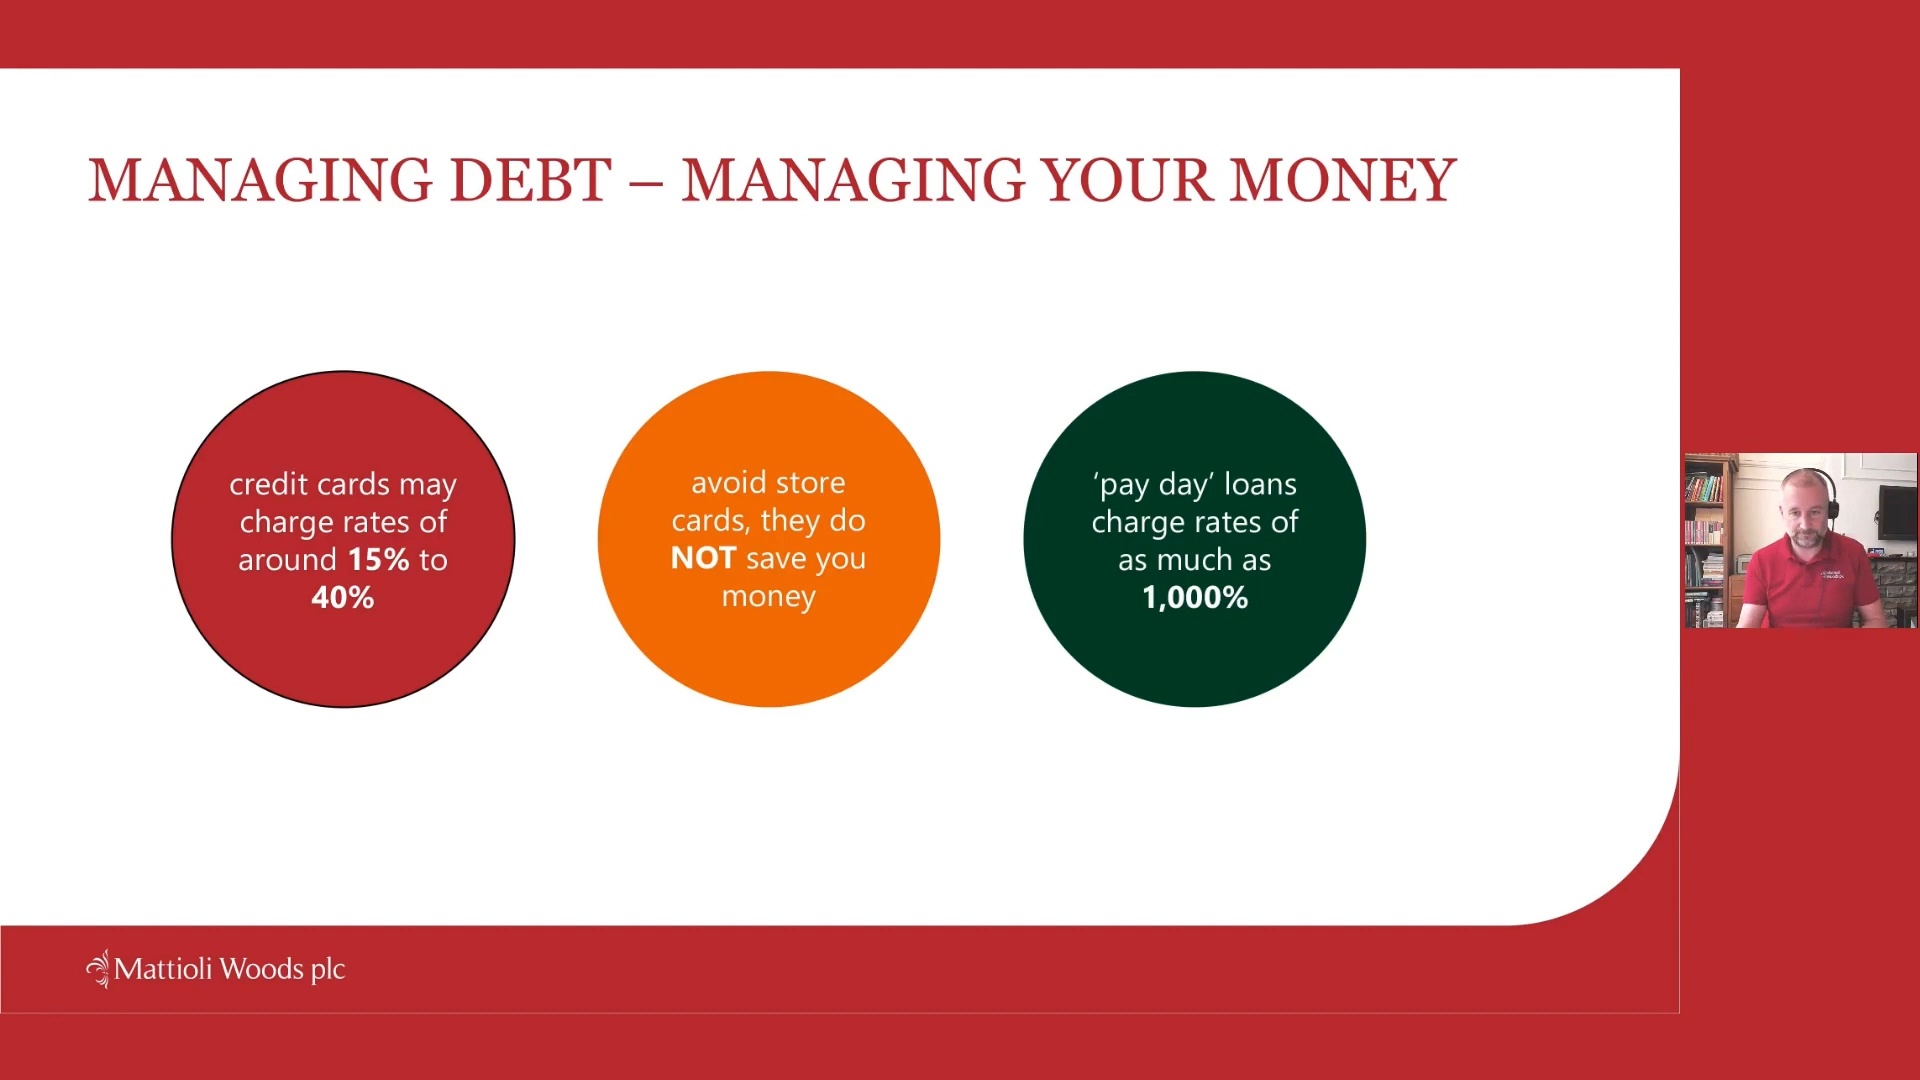 MANAGING DEBT – MANAGING YOUR MONEY
credit cards may
charge rates of
around 15% to
40%
avoid store
cards, they do
NOT save you
money
‘pay day’ loans
charge rates of
as much as
1,000%
Mattioli Woods plc